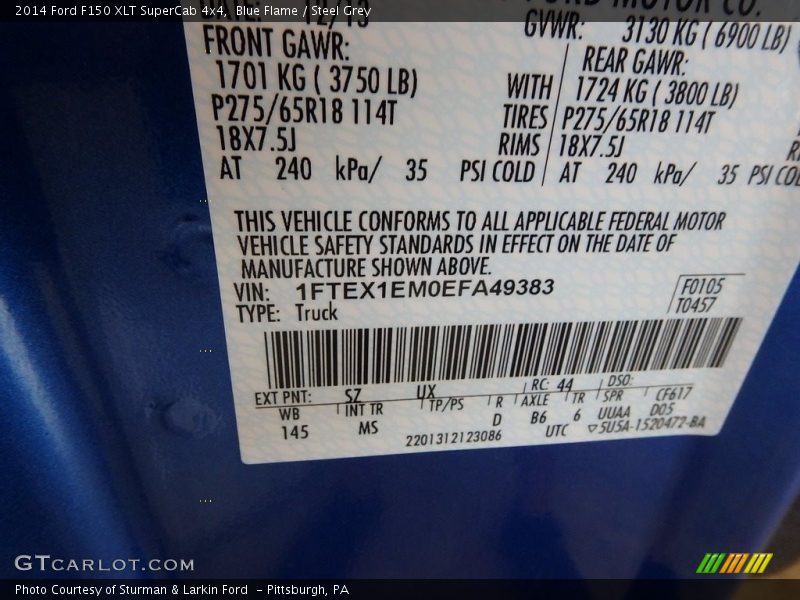 2014 Ford F150 XLT SuperCab 4x4, Blue Flame / Steel Grey
FORD MOTOR CO.
GVWR: 3130 KG ( 6900 LB)
FRONT GAWR: REAR GAWR:
1701 KG ( 3750 LB) WITH 1724 KG ( 3800 LB)
P275/65R18 114T TIRES P275/65R18 114T
18X7.5J RIMS 18X7.5J
AT 240 kPa/ 35 PSI COLD AT 240 kPa/ 35 PSI COL
THIS VEHICLE CONFORMS TO ALL APPLICABLE FEDERAL MOTOR
VEHICLE SAFETY STANDARDS IN EFFECT ON THE DATE OF
MANUFACTURE SHOWN ABOVE.
VIN: 1FTEX1EM0EFA49383 F0105
TYPE: Truck T0457
EXT PNT: SZ UX RC: 44 DSO:
WB INT TR TP/PS R AXLE TR SPR CF617
145 MS D B6 6 UUAA D05
2201312123086 UTC ▽5U5A-1520472-BA
GTCARLOT.COM
Photo Courtesy of Sturman & Larkin Ford - Pittsburgh, PA